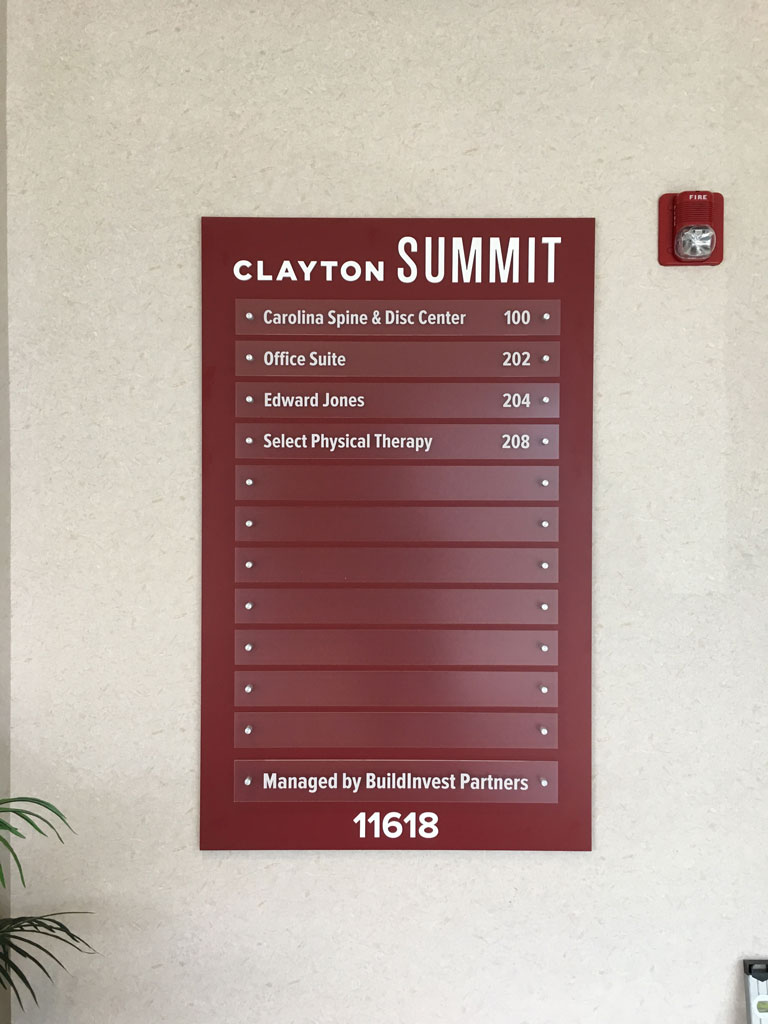 FIRE
CLAYTON SUMMIT
Carolina Spine & Disc Center 100
Office Suite 202
Edward Jones 204
Select Physical Therapy 208
Managed by BuildInvest Partners
11618